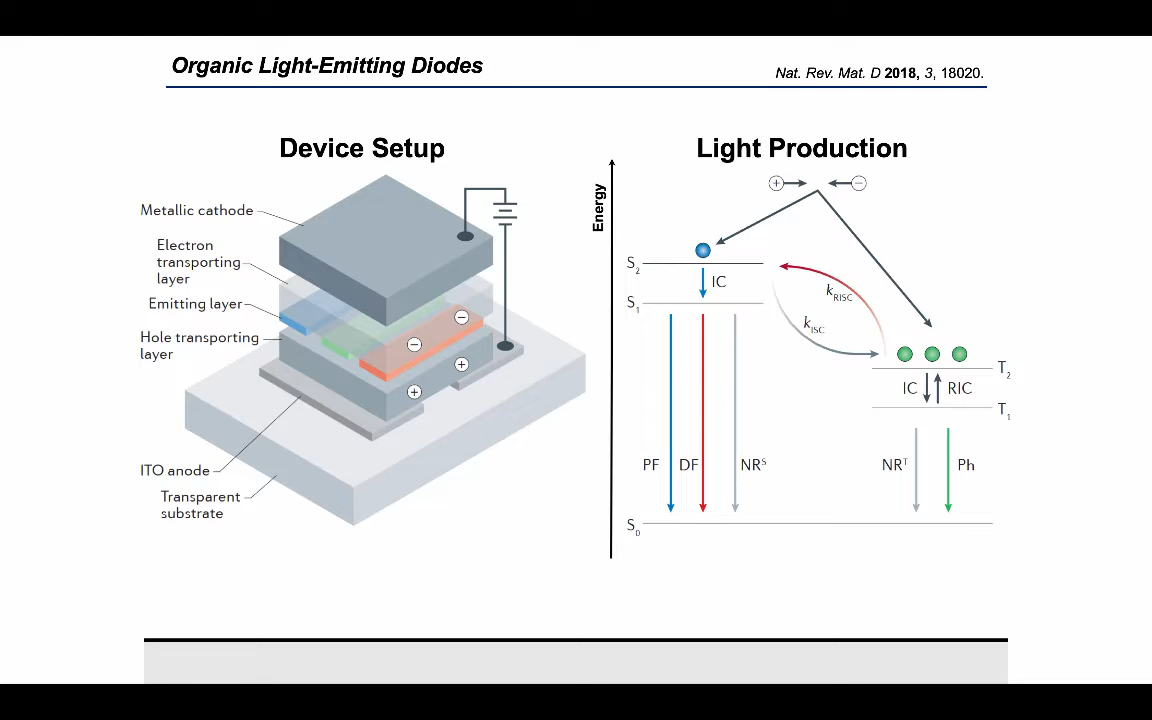 Organic Light-Emitting Diodes
Nat. Rev. Mat. D 2018, 3, 18020.
Device Setup
Metallic cathode
Electron
transporting
layer
Emitting layer
Hole transporting
layer
ITO anode
Transparent
substrate
−
−
+
+
Light Production
Energy
+
−
S2
IC
S1
kRISC
kISC
T2
IC
RIC
T1
PF
DF
NRS
NRT
Ph
S0